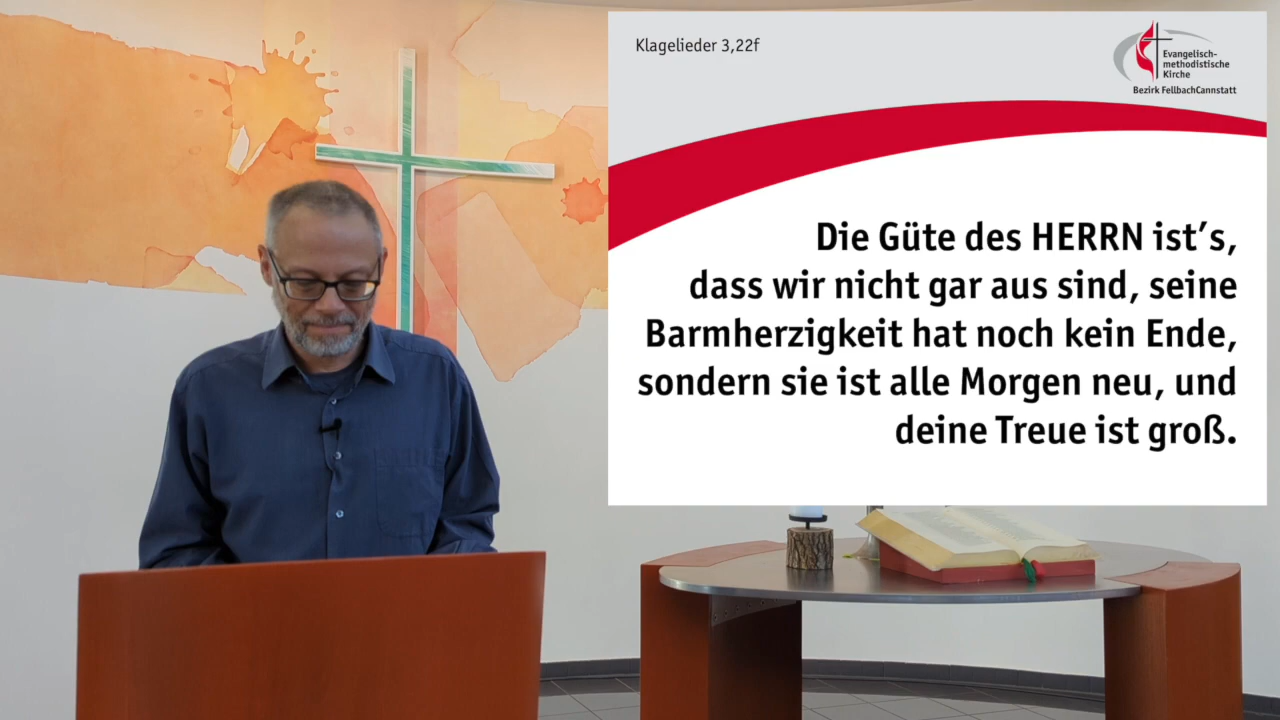 Klagelieder 3,22f
Evangelisch-
methodistische
Kirche
Bezirk FellbachCannstatt
Die Güte des HERRN ist’s,
dass wir nicht gar aus sind, seine
Barmherzigkeit hat noch kein Ende,
sondern sie ist alle Morgen neu, und
deine Treue ist groß.